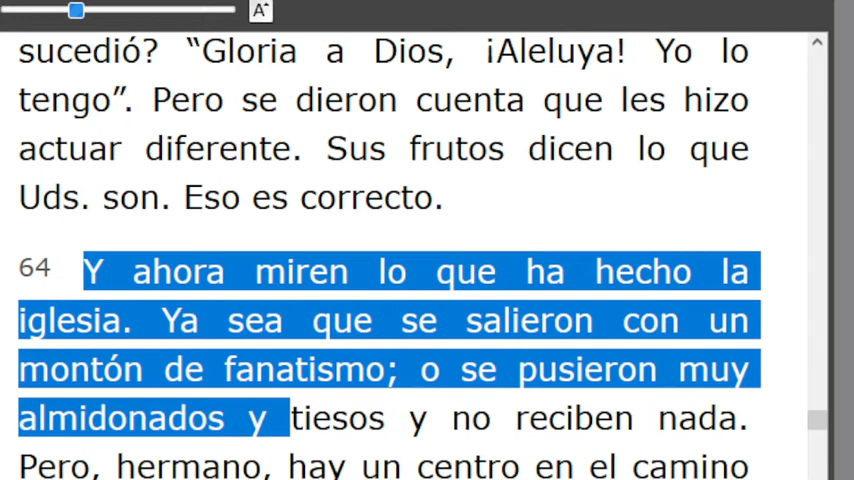 A
sucedió? “Gloria a Dios, ¡Aleluya! Yo lo
tengo”. Pero se dieron cuenta que les hizo
actuar diferente. Sus frutos dicen lo que
Uds. son. Eso es correcto.
64 Y ahora miren lo que ha hecho la
iglesia. Ya sea que se salieron con un
montón de fanatismo; o se pusieron muy
almidonados y tiesos y no reciben nada.
Pero, hermano, hay un centro en el camino